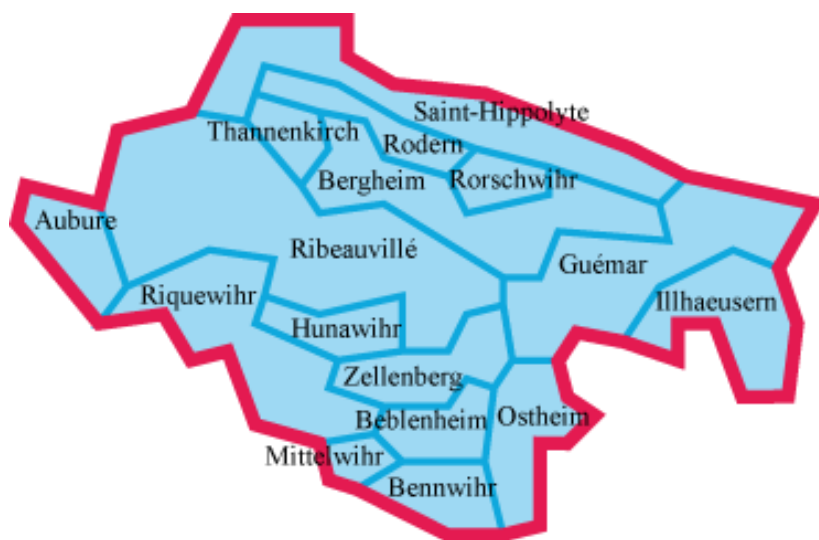 Saint-Hippolyte
Thannenkirch
Rodern
Bergheim
Rorschwihr
Aubure
Ribeauvillé
Guémar
Riquewihr
Illhaeusern
Hunawihr
Zellenberg
Beblenheim
Ostheim
Mittelwihr
Bennwihr